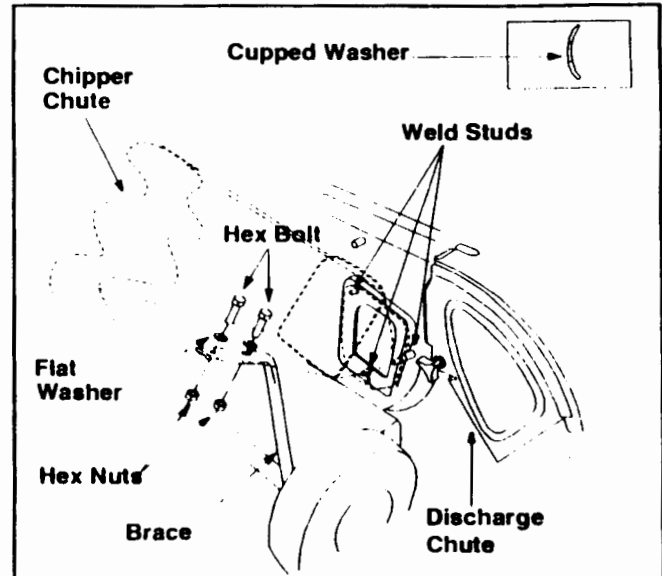 Cupped Washer
Chipper
Chute
Weld Studs
Hex Bolt
Flat
Washer
Hex Nuts
Brace
Discharge
Chute